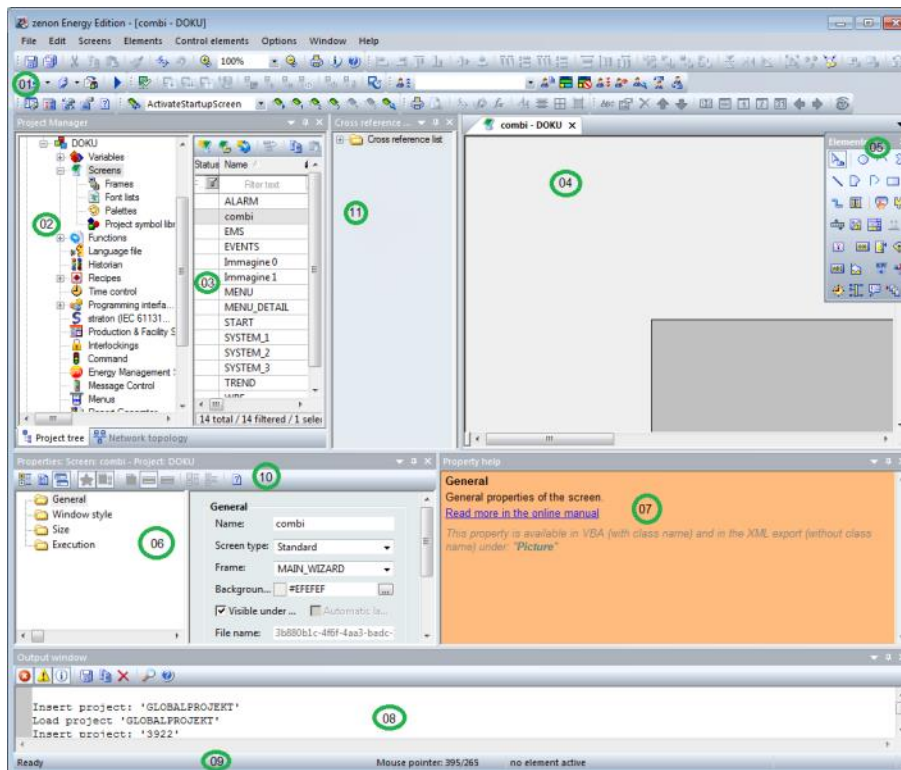 zenon Energy Edition - [combi - DOKU]
File Edit Screens Elements Control elements Options Window Help
100%
01
ActivateStartupScreen
Project Manager
DOKU
Variables
Screens
Frames
Font lists
Palettes
Project symbol libr
02
Functions
Language file
Historian
Recipes
Time control
Programming interfa...
straton (IEC 61131...
Production & Facility S
Interlockings
Command
Energy Management
Message Control
Menus
Report Generator
Project tree
Network topology
Status Name
Filter text
ALARM
combi
EMS
EVENTS
Immagine 0
03
Immagine 1
MENU
MENU_DETAIL
START
SYSTEM_1
SYSTEM_2
SYSTEM_3
TREND
14 total / 14 filtered / 1 selec
Cross reference ...
Cross reference list
11
combi - DOKU
04
05
Properties: Screen: combi - Project: DOKU
10
General
Window style
Size
Execution
06
General
Name: combi
Screen type: Standard
Frame: MAIN_WIZARD
Backgroun... #EFEFEF ...
Visible under ... Automatic la...
File name: 3b880b1c-4f6f-4aa3-badc-
Property help
General
General properties of the screen.
Read more in the online manual
07
This property is available in VBA (with class name) and in the XML export (without class name) under: "Picture"
Output window
Insert project: 'GLOBALPROJEKT'
Load project 'GLOBALPROJEKT'
Insert project: '3922'
08
Ready
09
Mouse pointer: 395/265
no element active